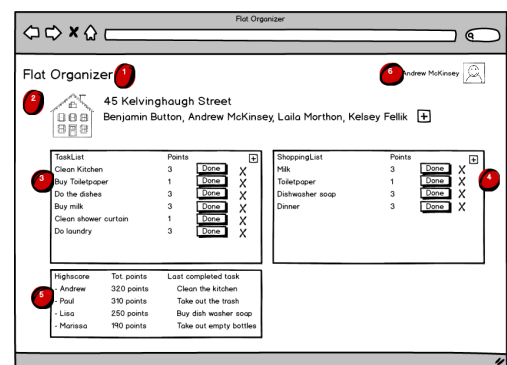 Flat Organizer
Flat Organizer 1
6 Andrew McKinsey
2
45 Kelvinghaugh Street
Benjamin Button, Andrew McKinsey, Laila Morthon, Kelsey Fellik +
TaskList Points +
Clean Kitchen 3 Done X
3
Buy Toiletpaper 1 Done X
Do the dishes 3 Done X
Buy milk 3 Done X
Clean shower curtain 1 Done X
Do laundry 3 Done X
ShoppingList Points +
Milk 3 Done X
Toiletpaper 1 Done X
4
Dishwasher soap 3 Done X
Dinner 3 Done X
Highscore Tot. points Last completed task
- Andrew 320 points Clean the kitchen
5
- Paul 310 points Take out the trash
- Lisa 250 points Buy dish washer soap
- Marissa 190 points Take out empty bottles